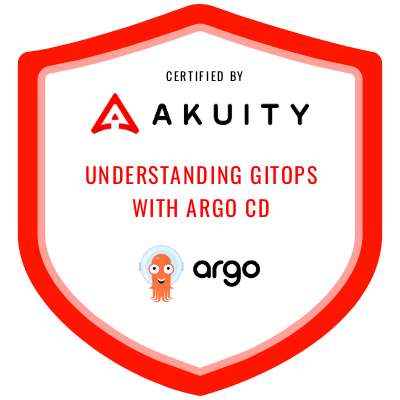 CERTIFIED BY
AKUITY
UNDERSTANDING GITOPS
WITH ARGO CD
argo